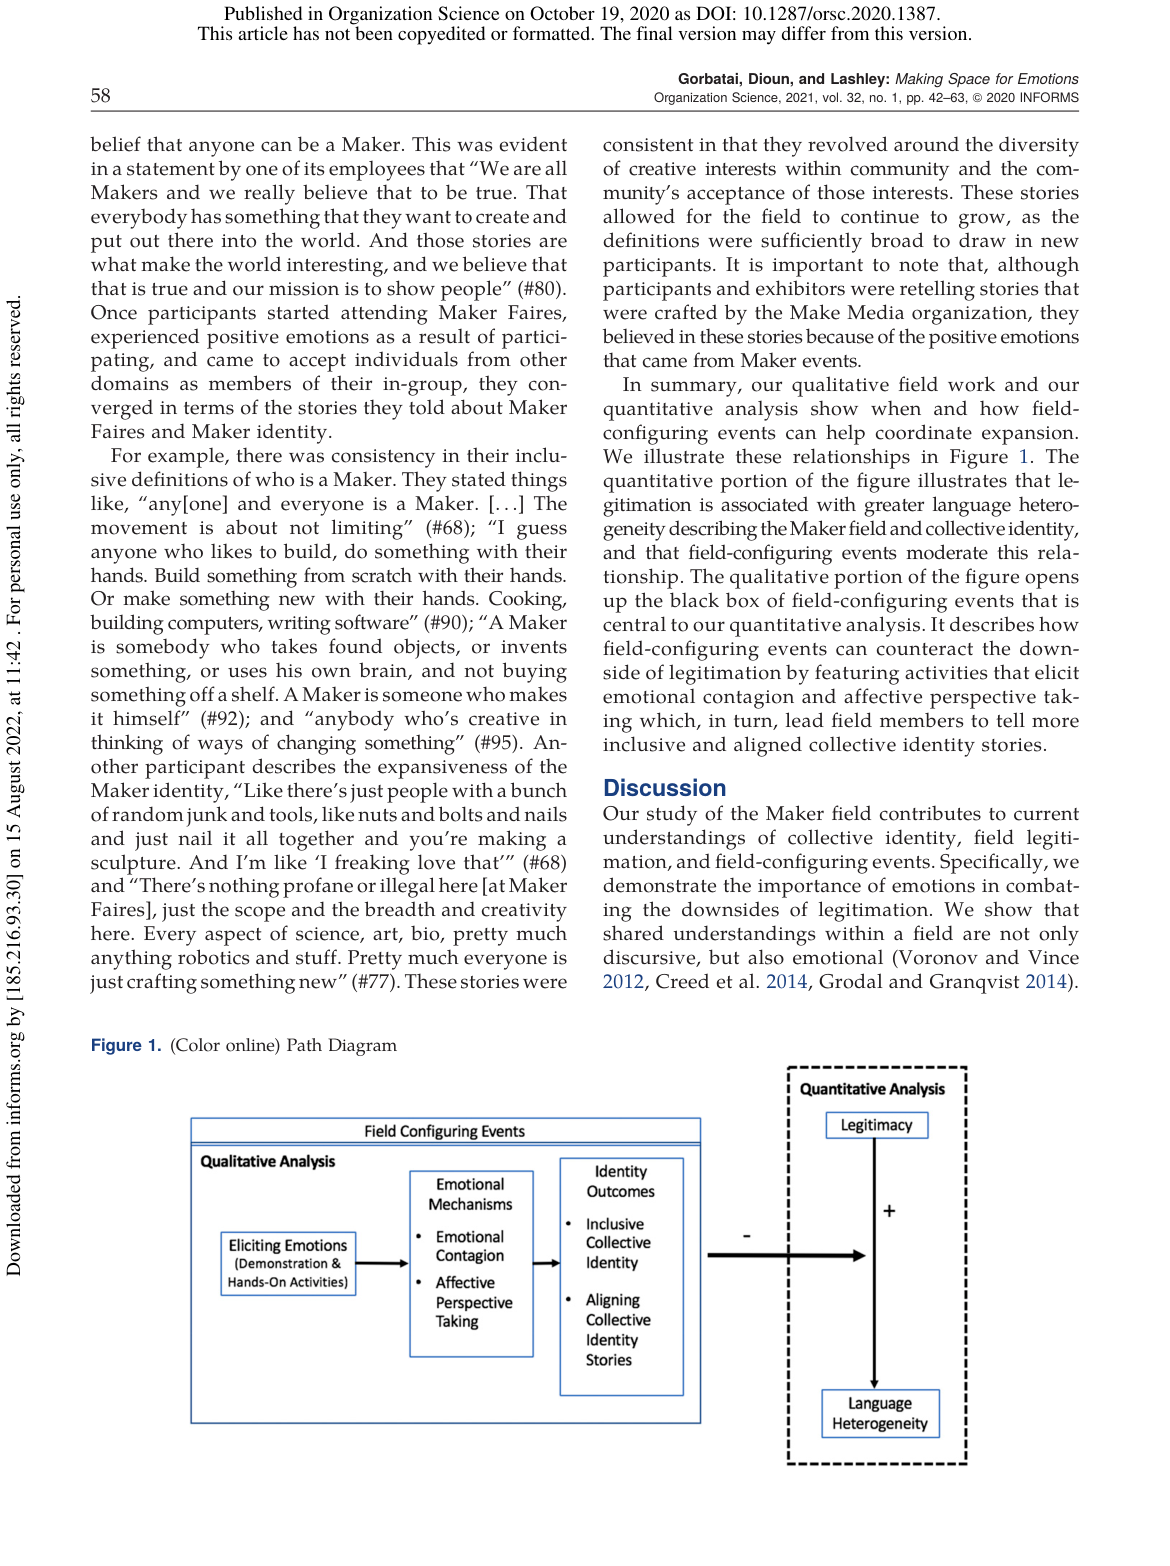 Published in Organization Science on October 19, 2020 as DOI: 10.1287/orsc.2020.1387.
This article has not been copyedited or formatted. The final version may differ from this version.
Gorbatai, Dioun, and Lashley: Making Space for Emotions
58
Organization Science, 2021, vol. 32, no. 1, pp. 42–63, © 2020 INFORMS
belief that anyone can be a Maker. This was evident
in a statement by one of its employees that “We are all
Makers and we really believe that to be true. That
everybody has something that they want to create and
put out there into the world. And those stories are
what make the world interesting, and we believe that
that is true and our mission is to show people” (#80).
Once participants started attending Maker Faires,
experienced positive emotions as a result of partici-
pating, and came to accept individuals from other
domains as members of their in-group, they con-
verged in terms of the stories they told about Maker
Faires and Maker identity.
For example, there was consistency in their inclu-
sive definitions of who is a Maker. They stated things
like, “any[one] and everyone is a Maker. [...] The
movement is about not limiting” (#68); “I guess
anyone who likes to build, do something with their
hands. Build something from scratch with their hands.
Or make something new with their hands. Cooking,
building computers, writing software” (#90); “A Maker
is somebody who takes found objects, or invents
something, or uses his own brain, and not buying
something off a shelf. A Maker is someone who makes
it himself” (#92); and “anybody who’s creative in
thinking of ways of changing something” (#95). An-
other participant describes the expansiveness of the
Maker identity, “Like there’s just people with a bunch
of random junk and tools, like nuts and bolts and nails
and just nail it all together and you’re making a
sculpture. And I’m like ‘I freaking love that’” (#68)
and “There’s nothing profane or illegal here [at Maker
Faires], just the scope and the breadth and creativity
here. Every aspect of science, art, bio, pretty much
anything robotics and stuff. Pretty much everyone is
just crafting something new” (#77). These stories were
consistent in that they revolved around the diversity
of creative interests within community and the com-
munity’s acceptance of those interests. These stories
allowed for the field to continue to grow, as the
definitions were sufficiently broad to draw in new
participants. It is important to note that, although
participants and exhibitors were retelling stories that
were crafted by the Make Media organization, they
believed in these stories because of the positive emotions
that came from Maker events.
In summary, our qualitative field work and our
quantitative analysis show when and how field-
configuring events can help coordinate expansion.
We illustrate these relationships in Figure 1. The
quantitative portion of the figure illustrates that le-
gitimation is associated with greater language hetero-
geneity describing the Maker field and collective identity,
and that field-configuring events moderate this rela-
tionship. The qualitative portion of the figure opens
up the black box of field-configuring events that is
central to our quantitative analysis. It describes how
field-configuring events can counteract the down-
side of legitimation by featuring activities that elicit
emotional contagion and affective perspective tak-
ing which, in turn, lead field members to tell more
inclusive and aligned collective identity stories.
Discussion
Our study of the Maker field contributes to current
understandings of collective identity, field legiti-
mation, and field-configuring events. Specifically, we
demonstrate the importance of emotions in combat-
ing the downsides of legitimation. We show that
shared understandings within a field are not only
discursive, but also emotional (Voronov and Vince
2012, Creed et al. 2014, Grodal and Granqvist 2014).
Figure 1. (Color online) Path Diagram
Field Configuring Events
Qualitative Analysis
Eliciting Emotions
(Demonstration &
Hands-On Activities)
Emotional
Mechanisms
• Emotional
Contagion
• Affective
Perspective
Taking
Identity
Outcomes
• Inclusive
Collective
Identity
• Aligning
Collective
Identity
Stories
-
Quantitative Analysis
Legitimacy
+
Language
Heterogeneity
Downloaded from informs.org by [185.216.93.30] on 15 August 2022, at 11:42 . For personal use only, all rights reserved.